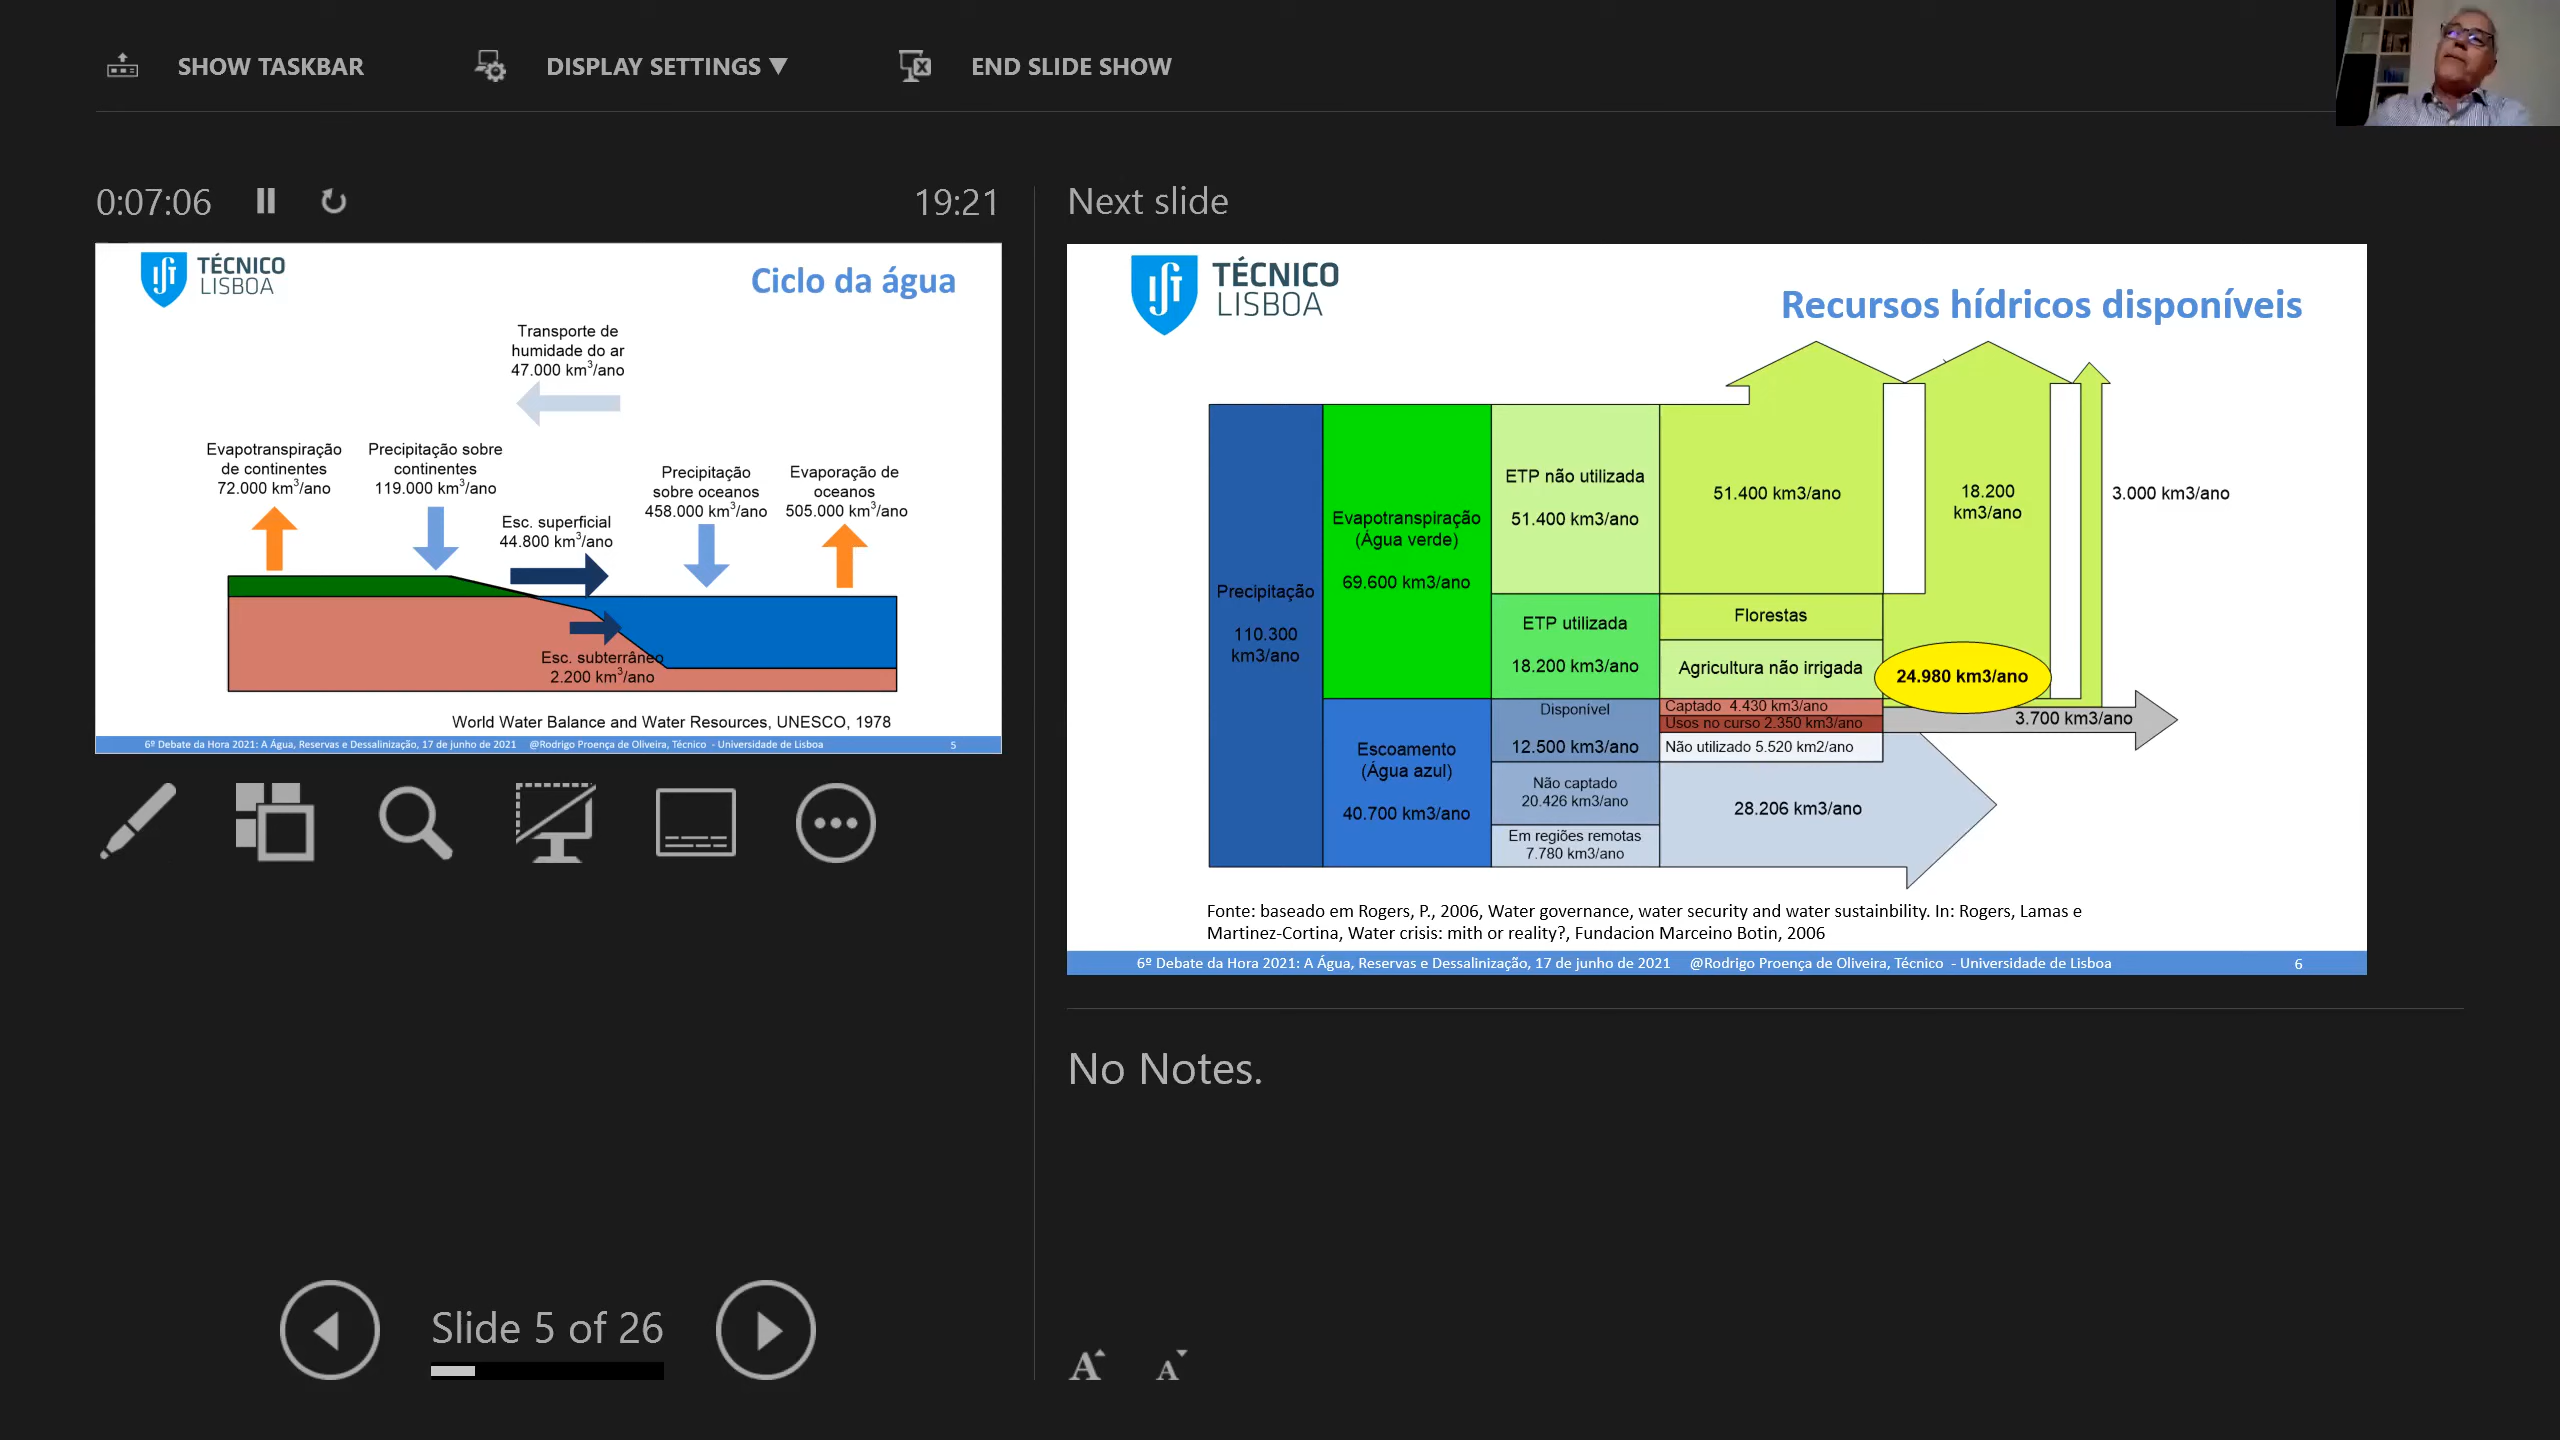 SHOW TASKBAR
DISPLAY SETTINGS ▼
END SLIDE SHOW
0:07:06
19:21
TÉCNICO
LISBOA
Ciclo da água
Transporte de
humidade do ar
47.000 km³/ano
Evapotranspiração
de continentes
72.000 km³/ano
Precipitação sobre
continentes
119.000 km³/ano
Precipitação
sobre oceanos
458.000 km³/ano
Evaporação de
oceanos
505.000 km³/ano
Esc. superficial
44.800 km³/ano
Esc. subterrâneo
2.200 km³/ano
World Water Balance and Water Resources, UNESCO, 1978
6º Debate da Hora 2021: A Água, Reservas e Dessalinização, 17 de junho de 2021 @Rodrigo Proença de Oliveira, Técnico - Universidade de Lisboa 5
Slide 5 of 26
Next slide
TÉCNICO
LISBOA
Recursos hídricos disponíveis
Precipitação
110.300
km3/ano
Evapotranspiração
(Água verde)
69.600 km3/ano
Escoamento
(Água azul)
40.700 km3/ano
ETP não utilizada
51.400 km3/ano
ETP utilizada
18.200 km3/ano
Disponível
12.500 km3/ano
Não captado
20.426 km3/ano
Em regiões remotas
7.780 km3/ano
51.400 km3/ano
Florestas
Agricultura não irrigada
Captado 4.430 km3/ano
Usos no curso 2.350 km3/ano
Não utilizado 5.520 km2/ano
28.206 km3/ano
18.200
km3/ano
3.000 km3/ano
24.980 km3/ano
3.700 km3/ano
Fonte: baseado em Rogers, P., 2006, Water governance, water security and water sustainbility. In: Rogers, Lamas e
Martinez-Cortina, Water crisis: mith or reality?, Fundacion Marceino Botin, 2006
6º Debate da Hora 2021: A Água, Reservas e Dessalinização, 17 de junho de 2021 @Rodrigo Proença de Oliveira, Técnico - Universidade de Lisboa 6
No Notes.
A A